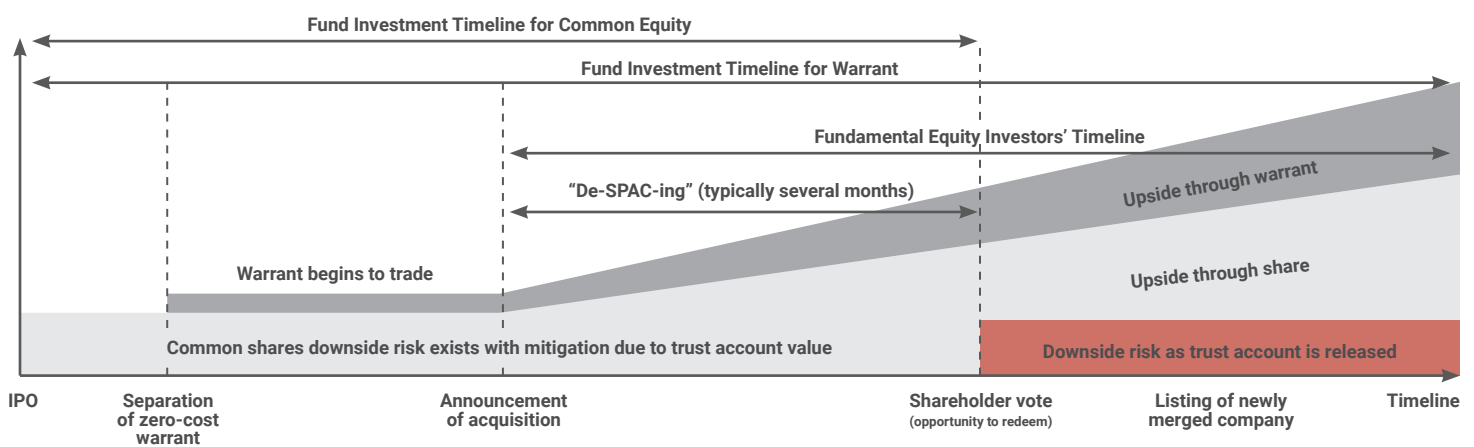 Fund Investment Timeline for Common Equity
Fund Investment Timeline for Warrant
Fundamental Equity Investors’ Timeline
“De-SPAC-ing” (typically several months)
Upside through warrant
Warrant begins to trade
Upside through share
Common shares downside risk exists with mitigation due to trust account value
Downside risk as trust account is released
IPO
Separation
of zero-cost
warrant
Announcement
of acquisition
Shareholder vote
(opportunity to redeem)
Listing of newly
merged company
Timeline